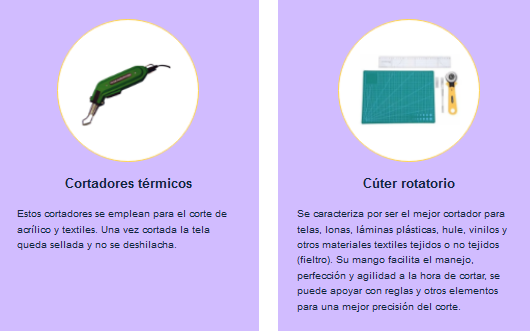 Cortadores térmicos
Estos cortadores se emplean para el corte de
acrílico y textiles. Una vez cortada la tela
queda sellada y no se deshilacha.
Cúter rotatorio
Se caracteriza por ser el mejor cortador para
telas, lonas, láminas plásticas, hule, vinilos y
otros materiales textiles tejidos o no tejidos
(fieltro). Su mango facilita el manejo,
perfección y agilidad a la hora de cortar, se
puede apoyar con reglas y otros elementos
para una mejor precisión del corte.